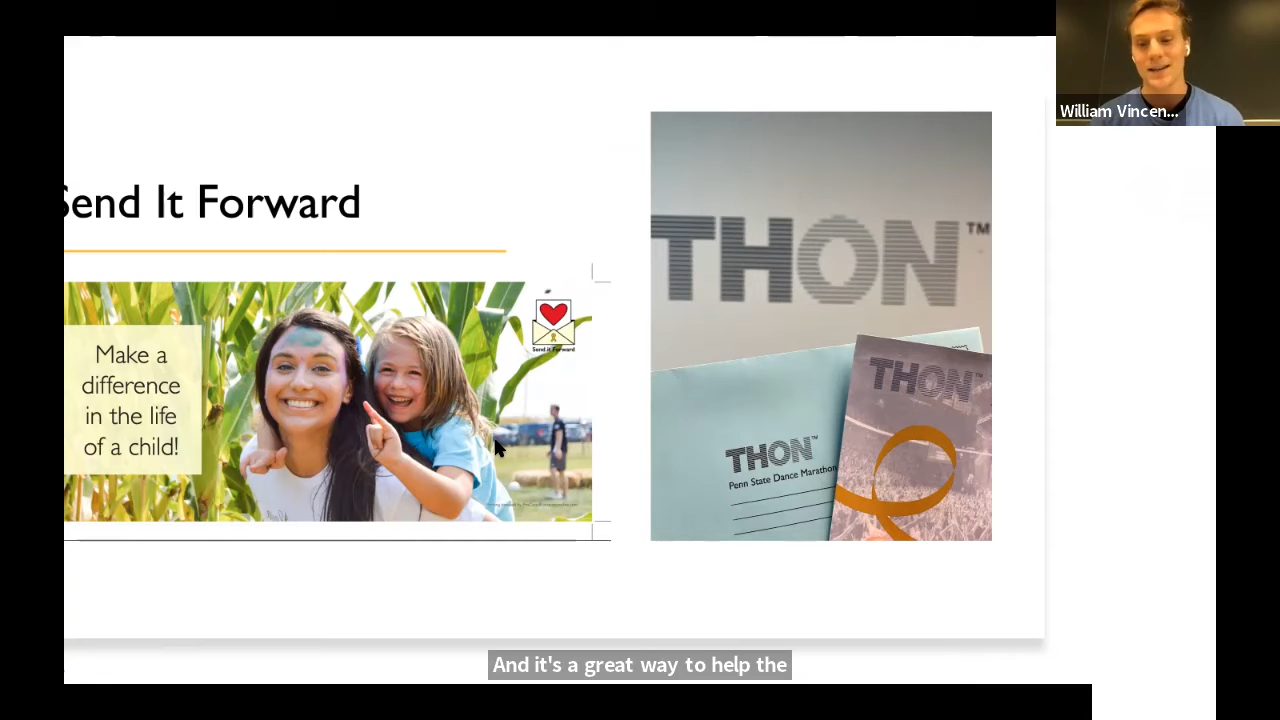 William Vincen...
Send It Forward
THON™
Make a
difference
in the life
of a child!
Send It Forward
THON™
Penn State Dance Marathon
THON™
And it's a great way to help the